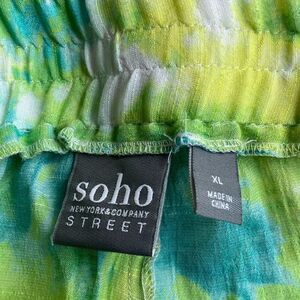 soho
NEW YORK & COMPANY
STREET
XL
MADE IN
CHINA